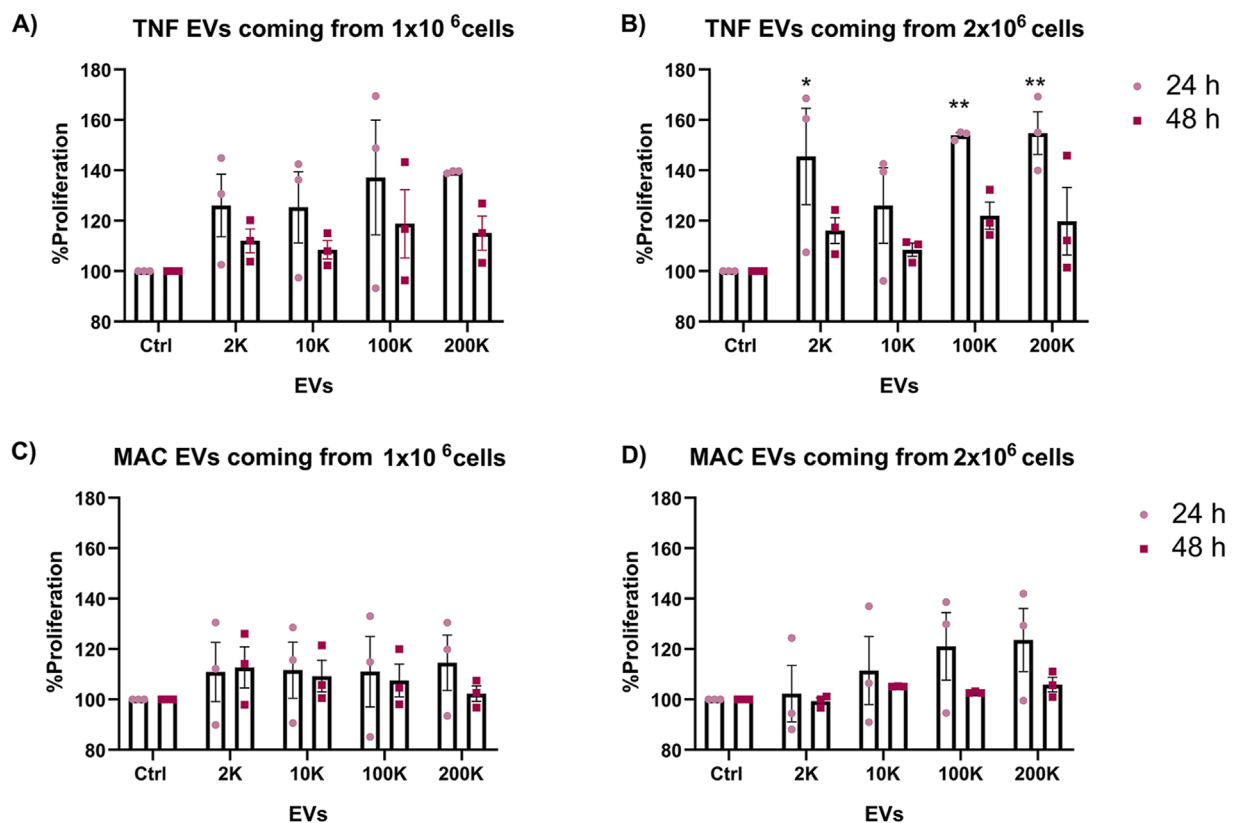 A) TNF EVs coming from 1x10 6 cells
%Proliferation
180
160
140
120
100
80
Ctrl 2K 10K 100K 200K
EVs
B) TNF EVs coming from 2x10⁶ cells
%Proliferation
180
160
140
120
100
80
* ** **
Ctrl 2K 10K 100K 200K
EVs
24 h
48 h
C) MAC EVs coming from 1x10 6 cells
%Proliferation
180
160
140
120
100
80
Ctrl 2K 10K 100K 200K
EVs
D) MAC EVs coming from 2x10⁶ cells
%Proliferation
180
160
140
120
100
80
Ctrl 2K 10K 100K 200K
EVs
24 h
48 h